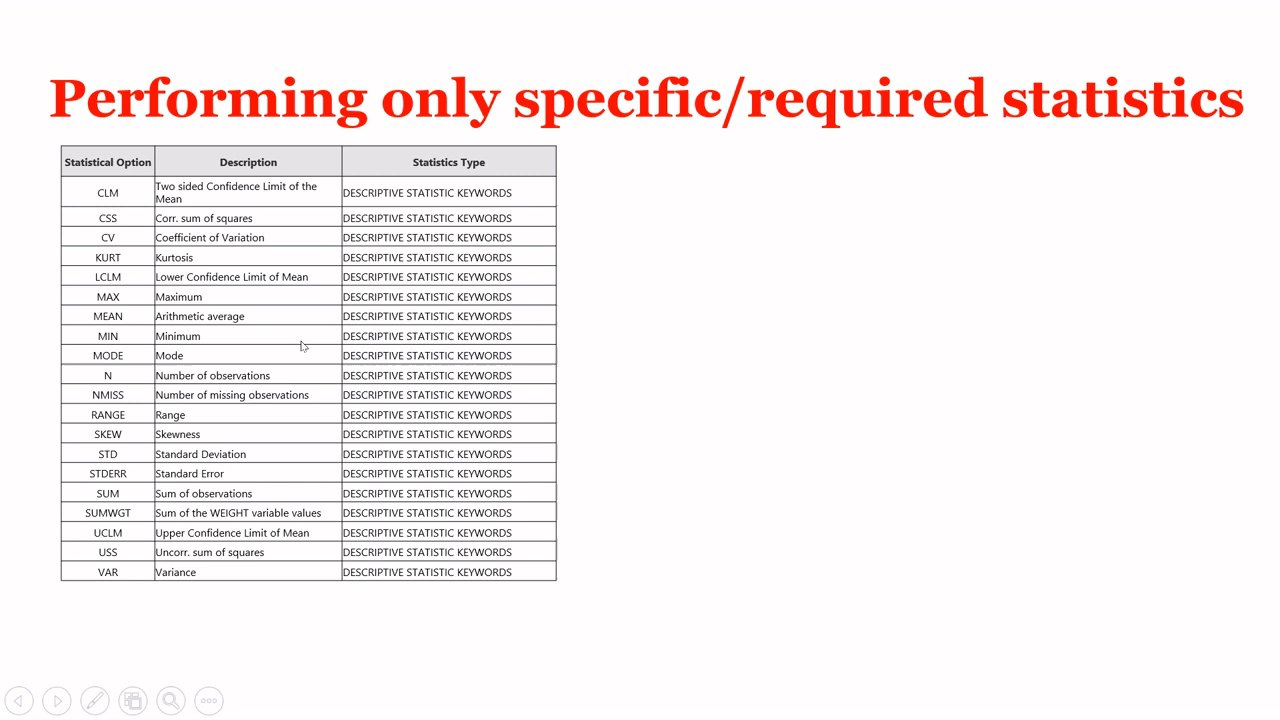 Performing only specific/required statistics
Statistical Option Description Statistics Type
CLM Two sided Confidence Limit of the Mean DESCRIPTIVE STATISTIC KEYWORDS
CSS Corr. sum of squares DESCRIPTIVE STATISTIC KEYWORDS
CV Coefficient of Variation DESCRIPTIVE STATISTIC KEYWORDS
KURT Kurtosis DESCRIPTIVE STATISTIC KEYWORDS
LCLM Lower Confidence Limit of Mean DESCRIPTIVE STATISTIC KEYWORDS
MAX Maximum DESCRIPTIVE STATISTIC KEYWORDS
MEAN Arithmetic average DESCRIPTIVE STATISTIC KEYWORDS
MIN Minimum DESCRIPTIVE STATISTIC KEYWORDS
MODE Mode DESCRIPTIVE STATISTIC KEYWORDS
N Number of observations DESCRIPTIVE STATISTIC KEYWORDS
NMISS Number of missing observations DESCRIPTIVE STATISTIC KEYWORDS
RANGE Range DESCRIPTIVE STATISTIC KEYWORDS
SKEW Skewness DESCRIPTIVE STATISTIC KEYWORDS
STD Standard Deviation DESCRIPTIVE STATISTIC KEYWORDS
STDERR Standard Error DESCRIPTIVE STATISTIC KEYWORDS
SUM Sum of observations DESCRIPTIVE STATISTIC KEYWORDS
SUMWGT Sum of the WEIGHT variable values DESCRIPTIVE STATISTIC KEYWORDS
UCLM Upper Confidence Limit of Mean DESCRIPTIVE STATISTIC KEYWORDS
USS Uncorr. sum of squares DESCRIPTIVE STATISTIC KEYWORDS
VAR Variance DESCRIPTIVE STATISTIC KEYWORDS